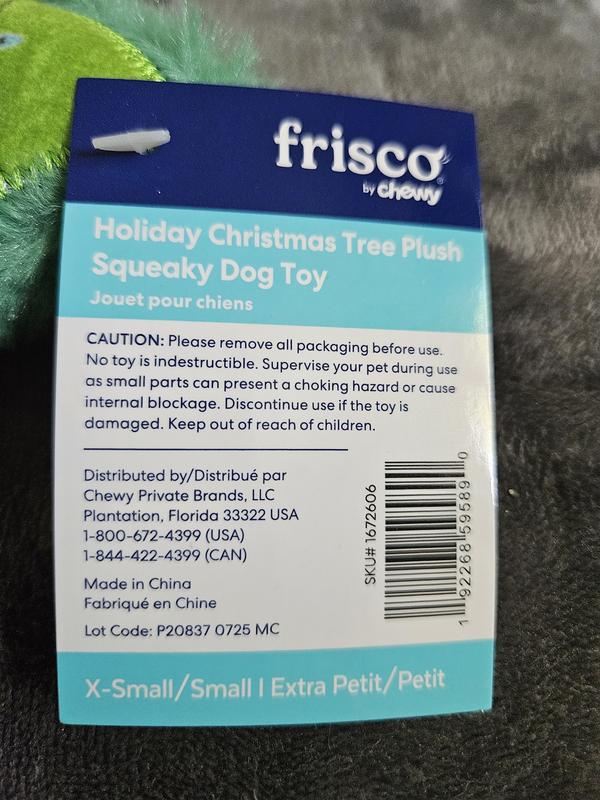 frisco
by chewy
Holiday Christmas Tree Plush
Squeaky Dog Toy
Jouet pour chiens
CAUTION: Please remove all packaging before use.
No toy is indestructible. Supervise your pet during use
as small parts can present a choking hazard or cause
internal blockage. Discontinue use if the toy is
damaged. Keep out of reach of children.
Distributed by/Distribué par
Chewy Private Brands, LLC
Plantation, Florida 33322 USA
1-800-672-4399 (USA)
1-844-422-4399 (CAN)
Made in China
Fabriqué en Chine
Lot Code: P20837 0725 MC
SKU# 1672606
1 92268 59589 0
X-Small/Small | Extra Petit/Petit